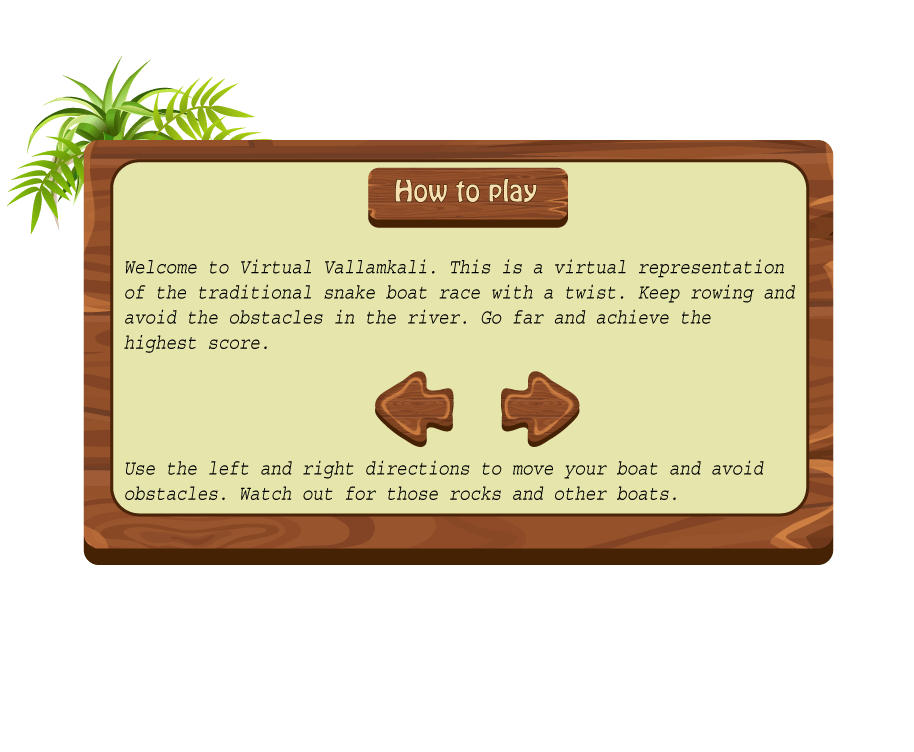 How to play
Welcome to Virtual Vallamkali. This is a virtual representation
of the traditional snake boat race with a twist. Keep rowing and
avoid the obstacles in the river. Go far and achieve the
highest score.
Use the left and right directions to move your boat and avoid
obstacles. Watch out for those rocks and other boats.